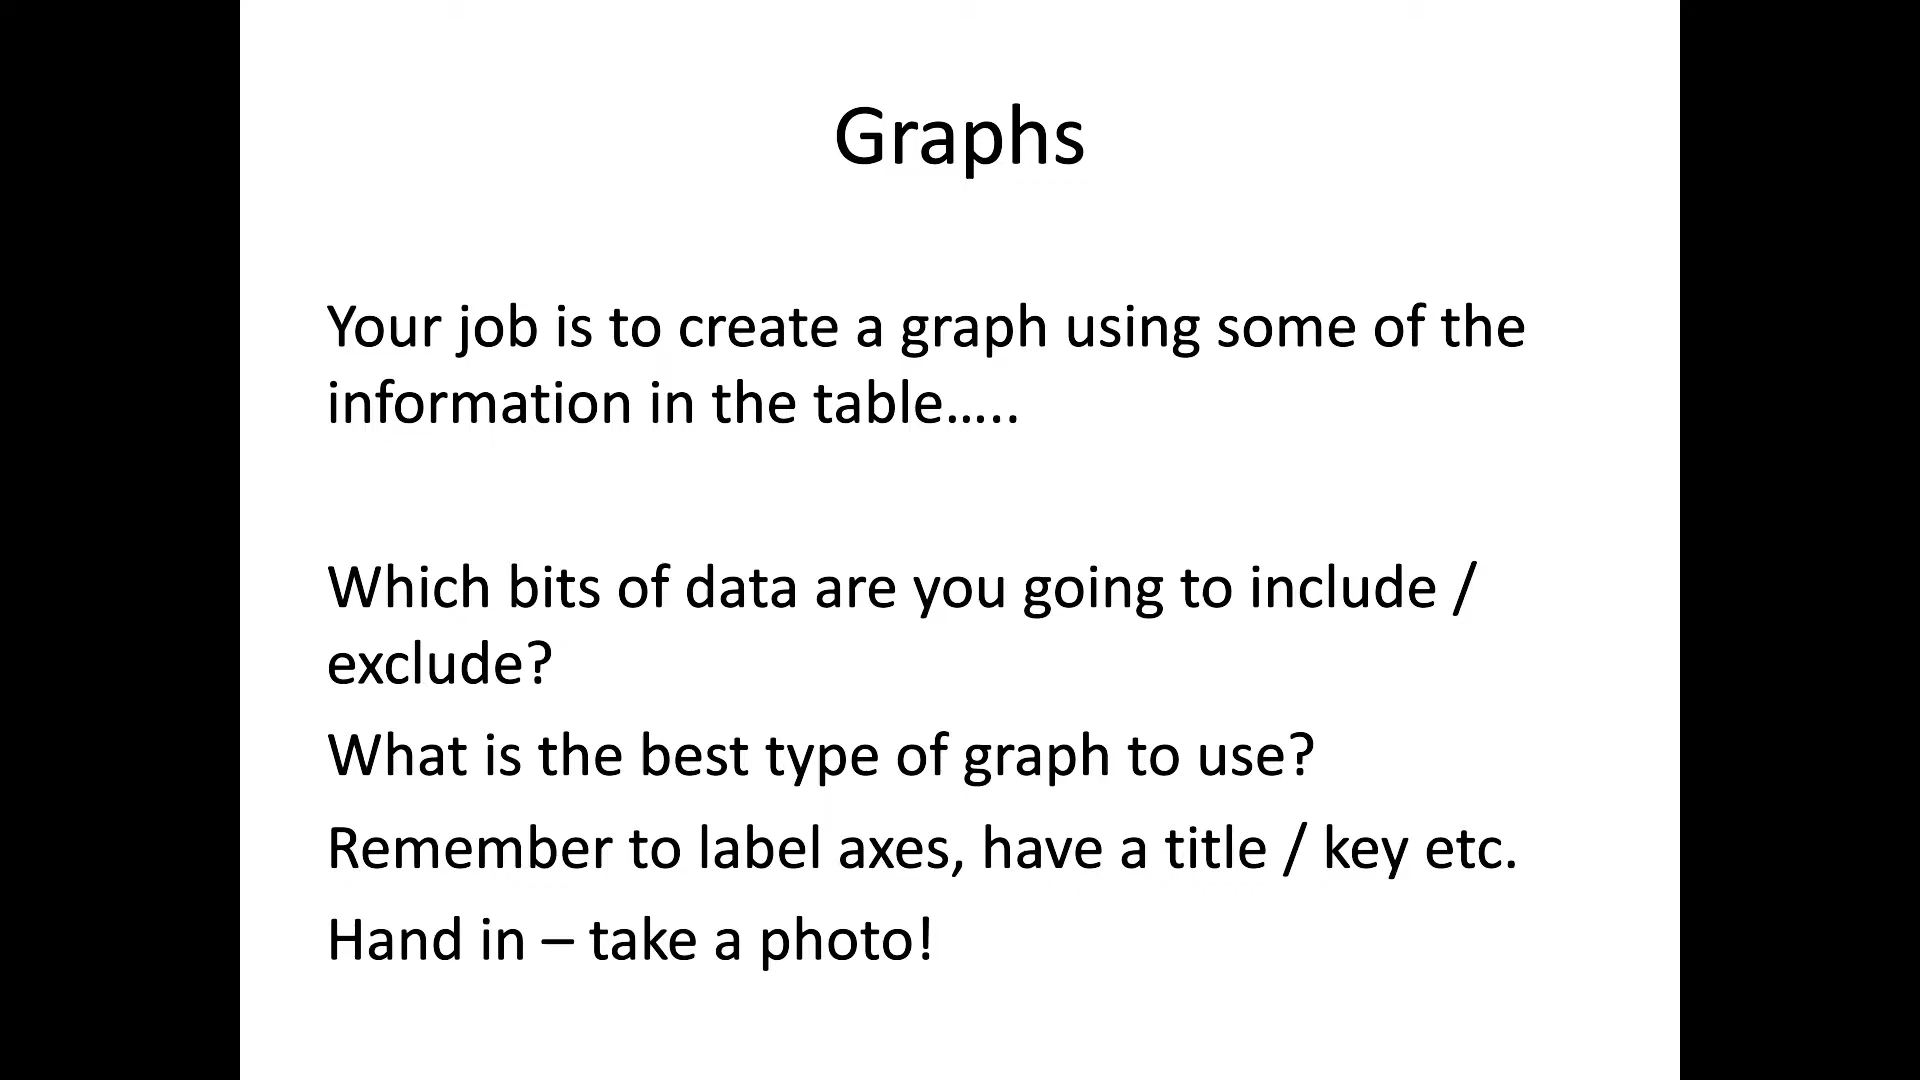 Graphs
Your job is to create a graph using some of the
information in the table…..
Which bits of data are you going to include /
exclude?
What is the best type of graph to use?
Remember to label axes, have a title / key etc.
Hand in – take a photo!